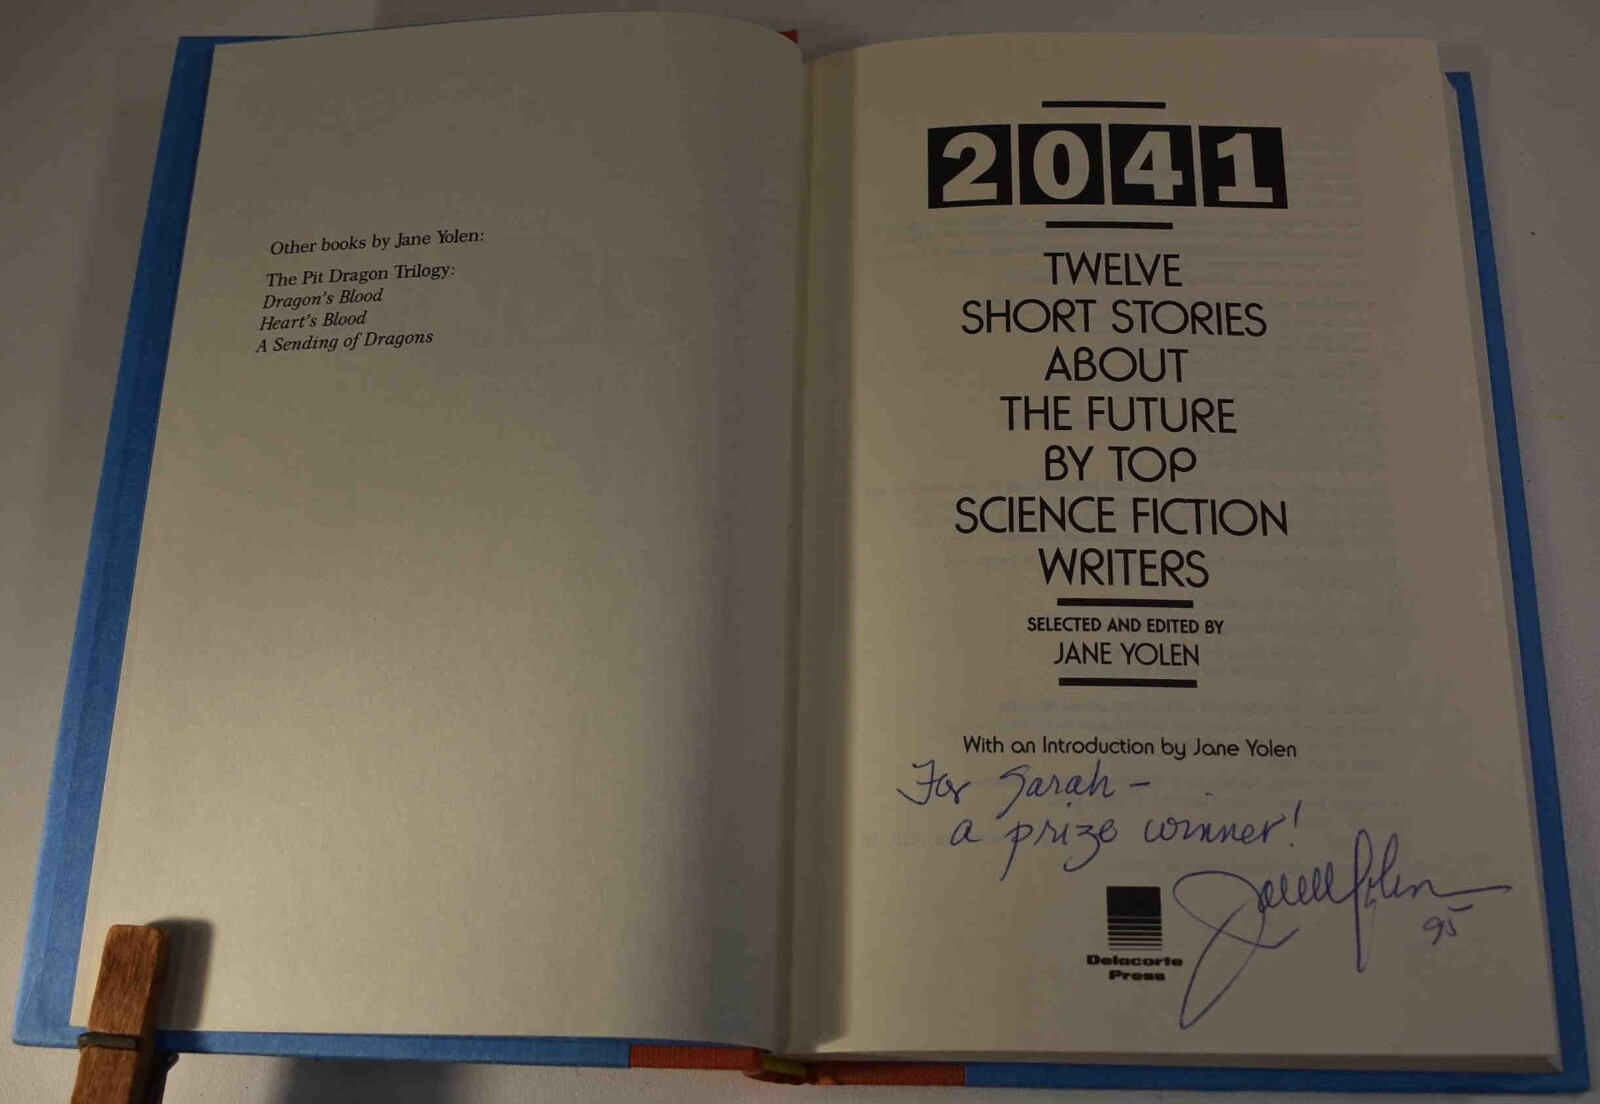 Other books by Jane Yolen:
The Pit Dragon Trilogy:
Dragon's Blood
Heart's Blood
A Sending of Dragons
2041
TWELVE
SHORT STORIES
ABOUT
THE FUTURE
BY TOP
SCIENCE FICTION
WRITERS
SELECTED AND EDITED BY
JANE YOLEN
With an Introduction by Jane Yolen
For Sarah –
a prize winner!
Jane Yolen
95
Delacorte
Press